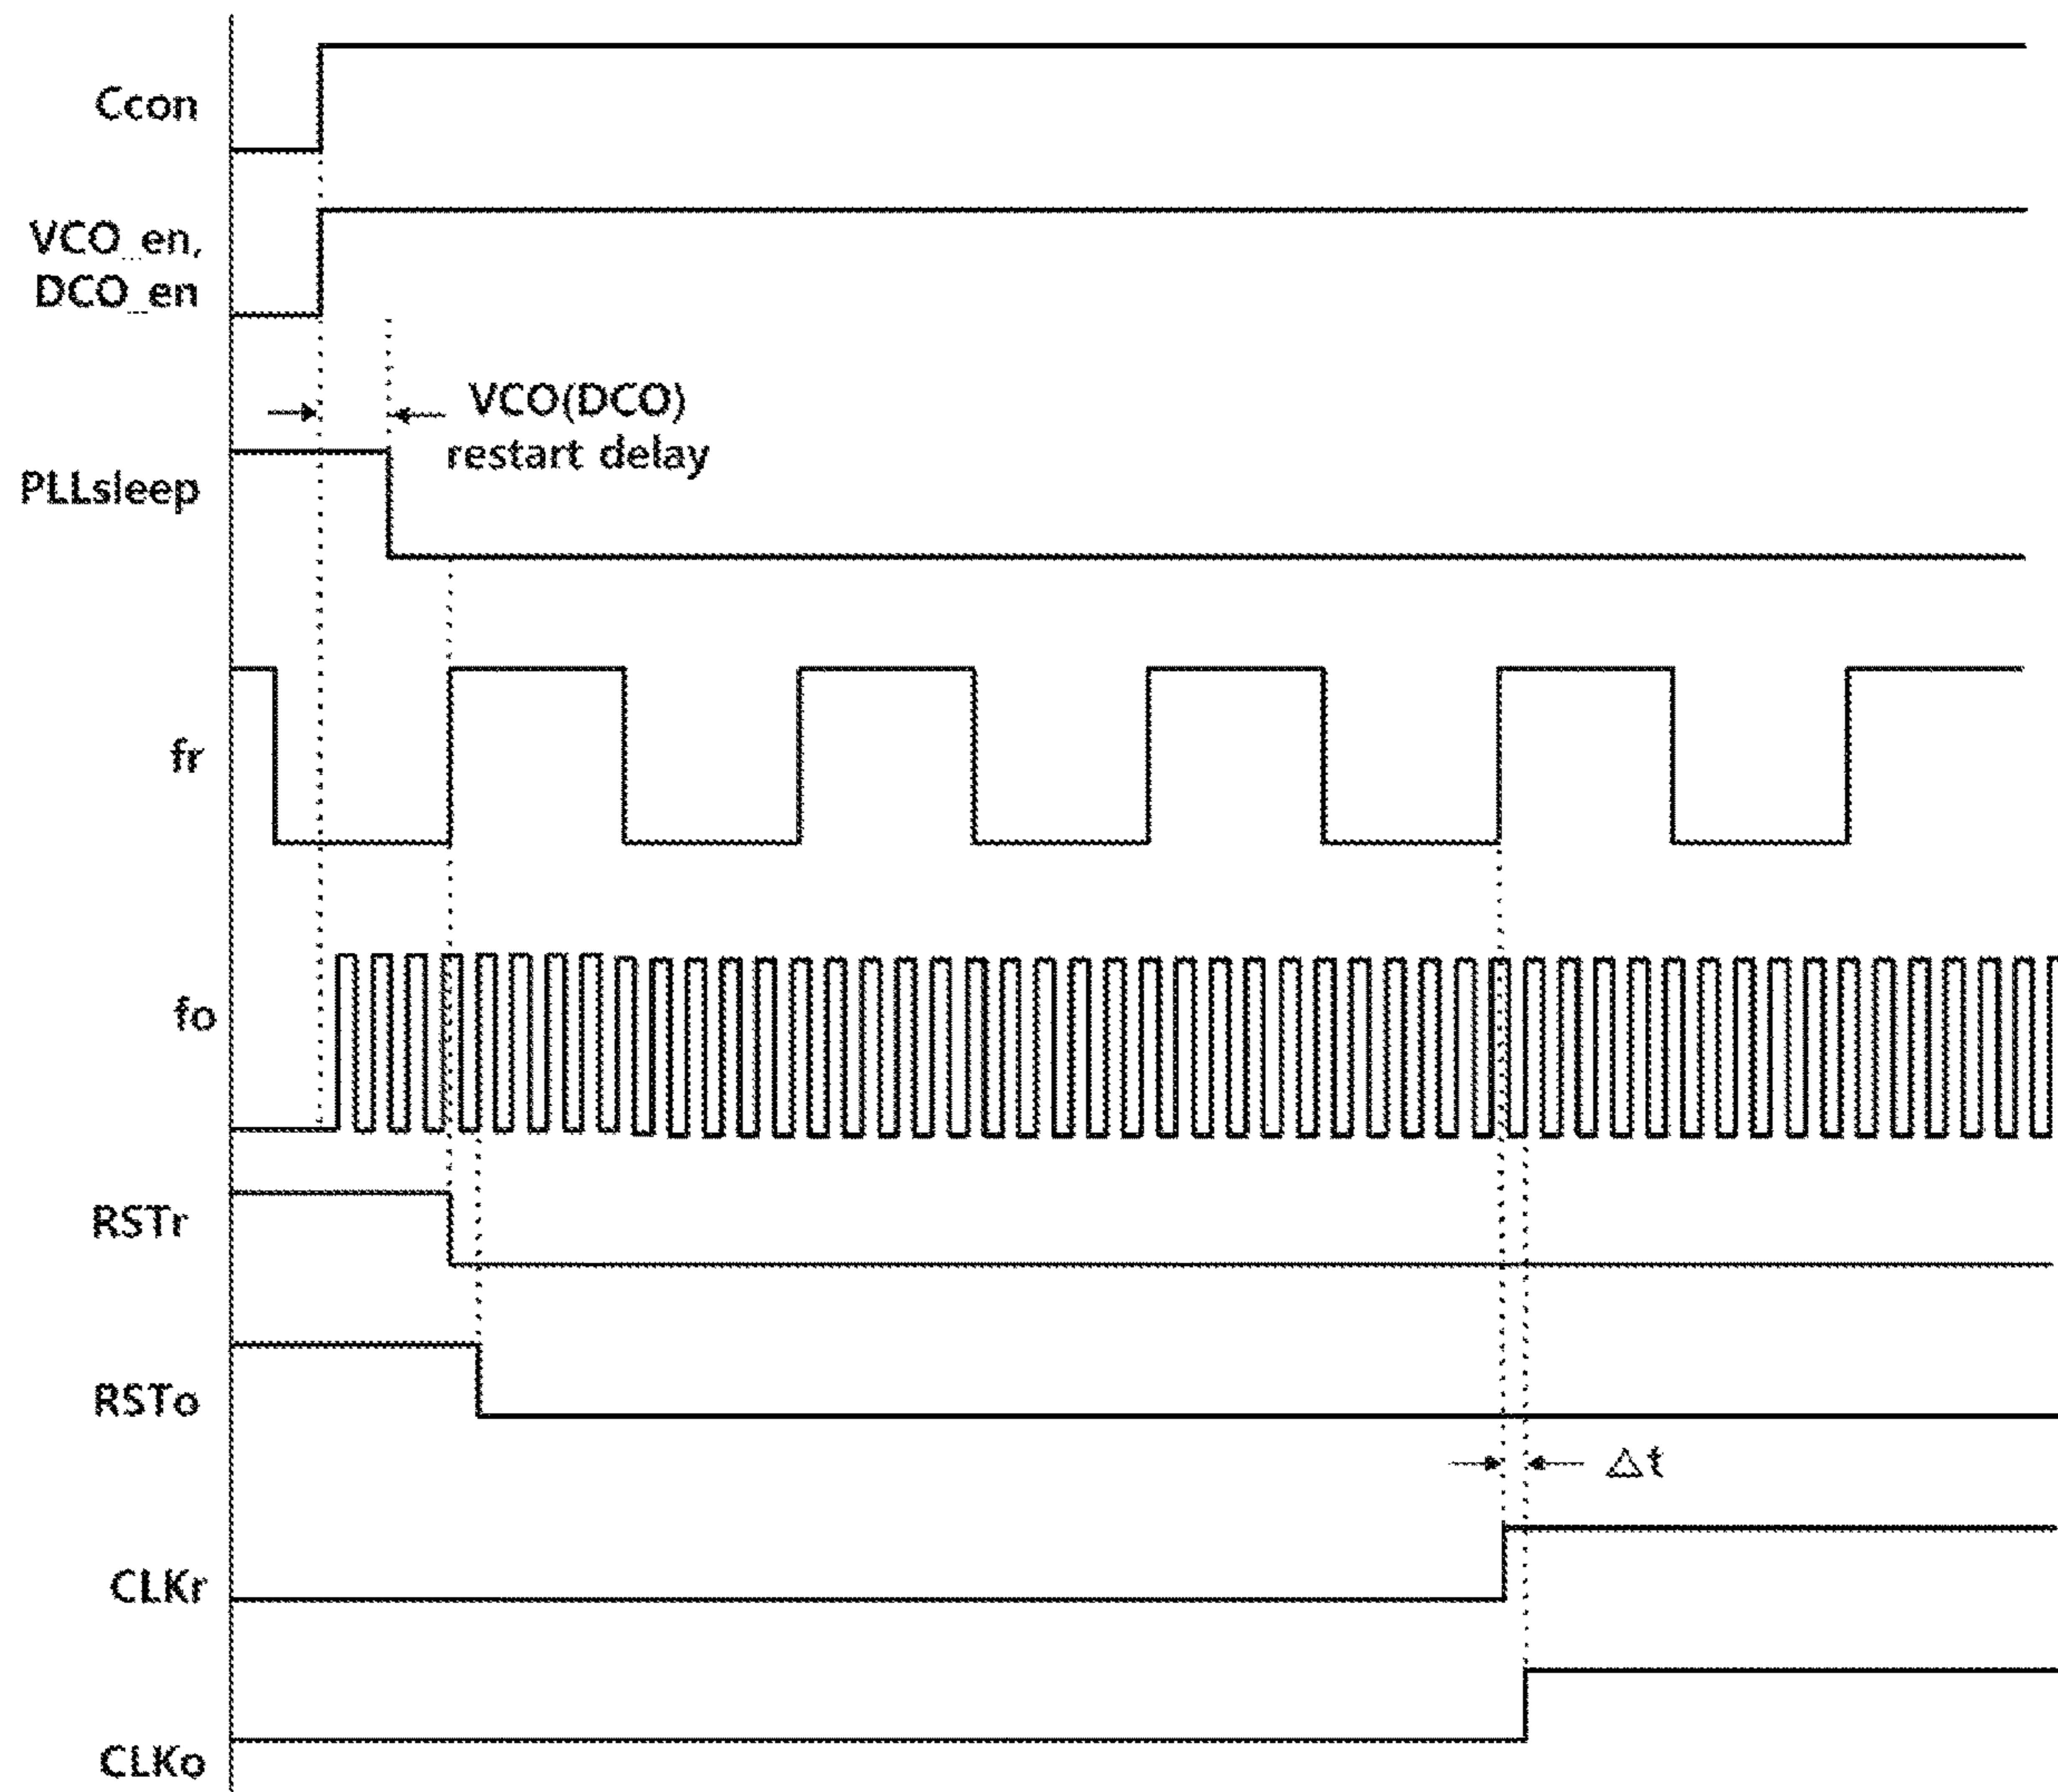 Ccon
VCO_en,
DCO_en
VCO(DCO)
restart delay
PLLsleep
fr
fo
RSTr
RSTo
△t
CLKr
CLKo